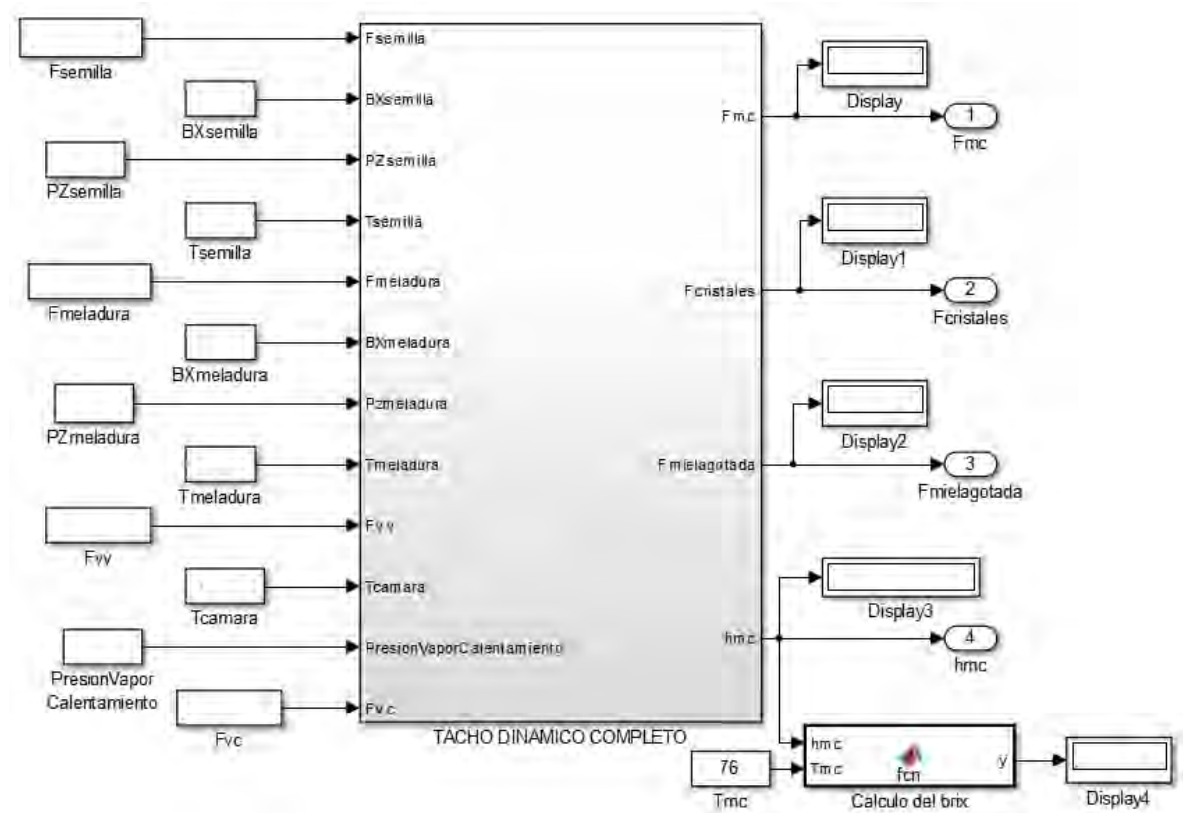 Fsemilla
BXsemilla
PZsemilla
Tsemilla
Fmeladura
BXmeladura
PZmeladura
Tmeladura
Fvv
Tcamara
PresionVapor
Calentamiento
Fvc
Fsemilla
BXsemilla
PZsemilla
Tsemilla
Fmeladura
BXmeladura
Pzmeladura
Tmeladura
Fvv
Tcamara
PresionVaporCalentamiento
Fvc
Fmc
Fcristales
Fmielagotada
hmc
TACHO DINAMICO COMPLETO
Display
1
Fmc
Display1
2
Fcristales
Display2
3
Fmielagotada
Display3
4
hmc
76
Tmc
hmc
Tmc
fcn
y
Calculo del brix
Display4